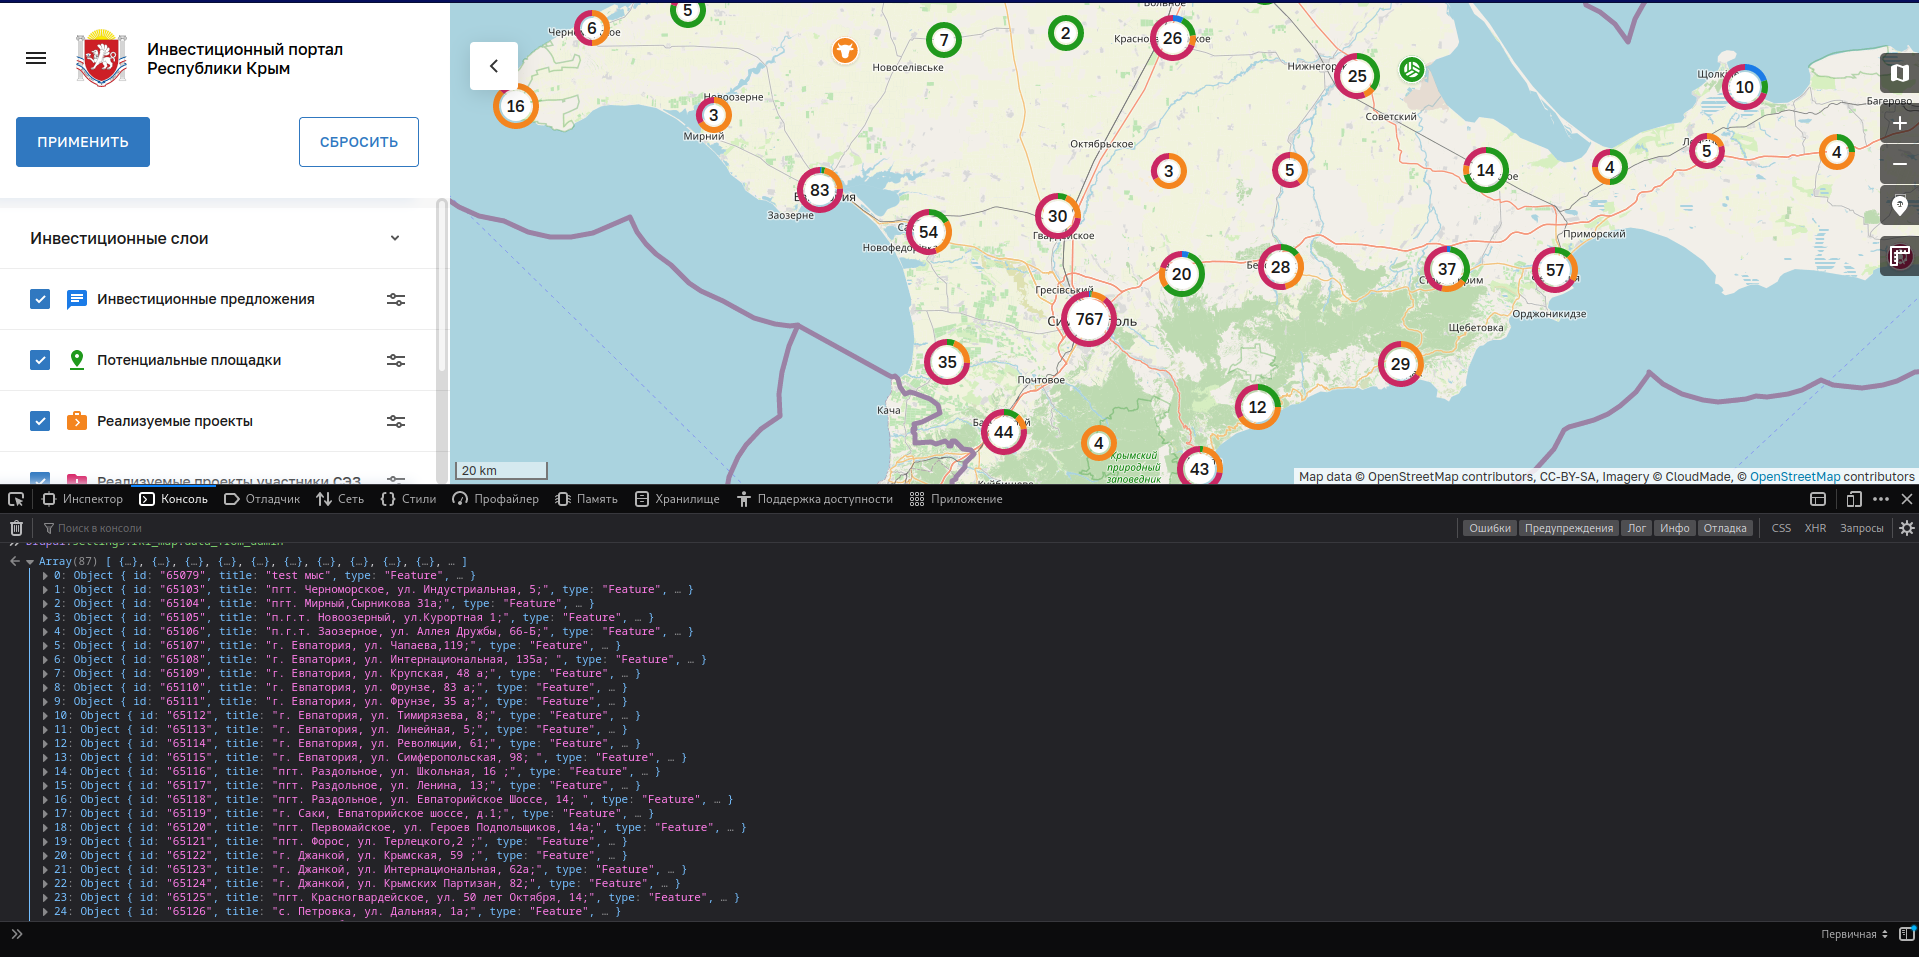 Инвестиционный портал
Республики Крым
ПРИМЕНИТЬ
СБРОСИТЬ
Инвестиционные слои
Инвестиционные предложения
Потенциальные площадки
Реализуемые проекты
Реализуемые проекты участники СЭЗ
6
5
7
2
26
25
10
16
3
83
54
30
3
5
14
4
5
4
20
28
37
57
767
35
44
4
12
29
43
Новоселівське
Новоозерне
Мирний
Заозерне
Октябрьское
Советский
Багерово
Приморский
Гресівський
Орджоникидзе
Щебетовка
Почтовое
Кача
Крымский
природный
заповедник
20 km
Map data © OpenStreetMap contributors, CC-BY-SA, Imagery © CloudMade, © OpenStreetMap contributors
Инспектор
Консоль
Отладчик
Сеть
Стили
Профайлер
Память
Хранилище
Поддержка доступности
Приложение
Поиск в консоли
Ошибки
Предупреждения
Лог
Инфо
Отладка
CSS
XHR
Запросы
Array(87) [ {…}, {…}, {…}, {…}, {…}, {…}, {…}, {…}, {…}, {…}, … ]
0: Object { id: "65079", title: "test мыс", type: "Feature", … }
1: Object { id: "65103", title: "пгт. Черноморское, ул. Индустриальная, 5;", type: "Feature", … }
2: Object { id: "65104", title: "пгт. Мирный,Сырникова 31а;", type: "Feature", … }
3: Object { id: "65105", title: "п.г.т. Новоозерный, ул.Курортная 1;", type: "Feature", … }
4: Object { id: "65106", title: "п.г.т. Заозерное, ул. Аллея Дружбы, 66-Б;", type: "Feature", … }
5: Object { id: "65107", title: "г. Евпатория, ул. Чапаева,119;", type: "Feature", … }
6: Object { id: "65108", title: "г. Евпатория, ул. Интернациональная, 135а; ", type: "Feature", … }
7: Object { id: "65109", title: "г. Евпатория, ул. Крупская, 48 а;", type: "Feature", … }
8: Object { id: "65110", title: "г. Евпатория, ул. Фрунзе, 83 а;", type: "Feature", … }
9: Object { id: "65111", title: "г. Евпатория, ул. Фрунзе, 35 а;", type: "Feature", … }
10: Object { id: "65112", title: "г. Евпатория, ул. Тимирязева, 8;", type: "Feature", … }
11: Object { id: "65113", title: "г. Евпатория, ул. Линейная, 5;", type: "Feature", … }
12: Object { id: "65114", title: "г. Евпатория, ул. Революции, 61;", type: "Feature", … }
13: Object { id: "65115", title: "г. Евпатория, ул. Симферопольская, 98; ", type: "Feature", … }
14: Object { id: "65116", title: "пгт. Раздольное, ул. Школьная, 16 ;", type: "Feature", … }
15: Object { id: "65117", title: "пгт. Раздольное, ул. Ленина, 13;", type: "Feature", … }
16: Object { id: "65118", title: "пгт. Раздольное, ул. Евпаторийское Шоссе, 14; ", type: "Feature", … }
17: Object { id: "65119", title: "г. Саки, Евпаторийское шоссе, д.1;", type: "Feature", … }
18: Object { id: "65120", title: "пгт. Первомайское, ул. Героев Подпольщиков, 14а;", type: "Feature", … }
19: Object { id: "65121", title: "пгт. Форос, ул. Терлецкого,2 ;", type: "Feature", … }
20: Object { id: "65122", title: "г. Джанкой, ул. Крымская, 59 ;", type: "Feature", … }
21: Object { id: "65123", title: "г. Джанкой, ул. Интернациональная, 62а;", type: "Feature", … }
22: Object { id: "65124", title: "г. Джанкой, ул. Крымских Партизан, 82;", type: "Feature", … }
23: Object { id: "65125", title: "пгт. Красногвардейское, ул. 50 лет Октября, 14;", type: "Feature", … }
24: Object { id: "65126", title: "с. Петровка, ул. Дальняя, 1а;", type: "Feature", … }
Первичная